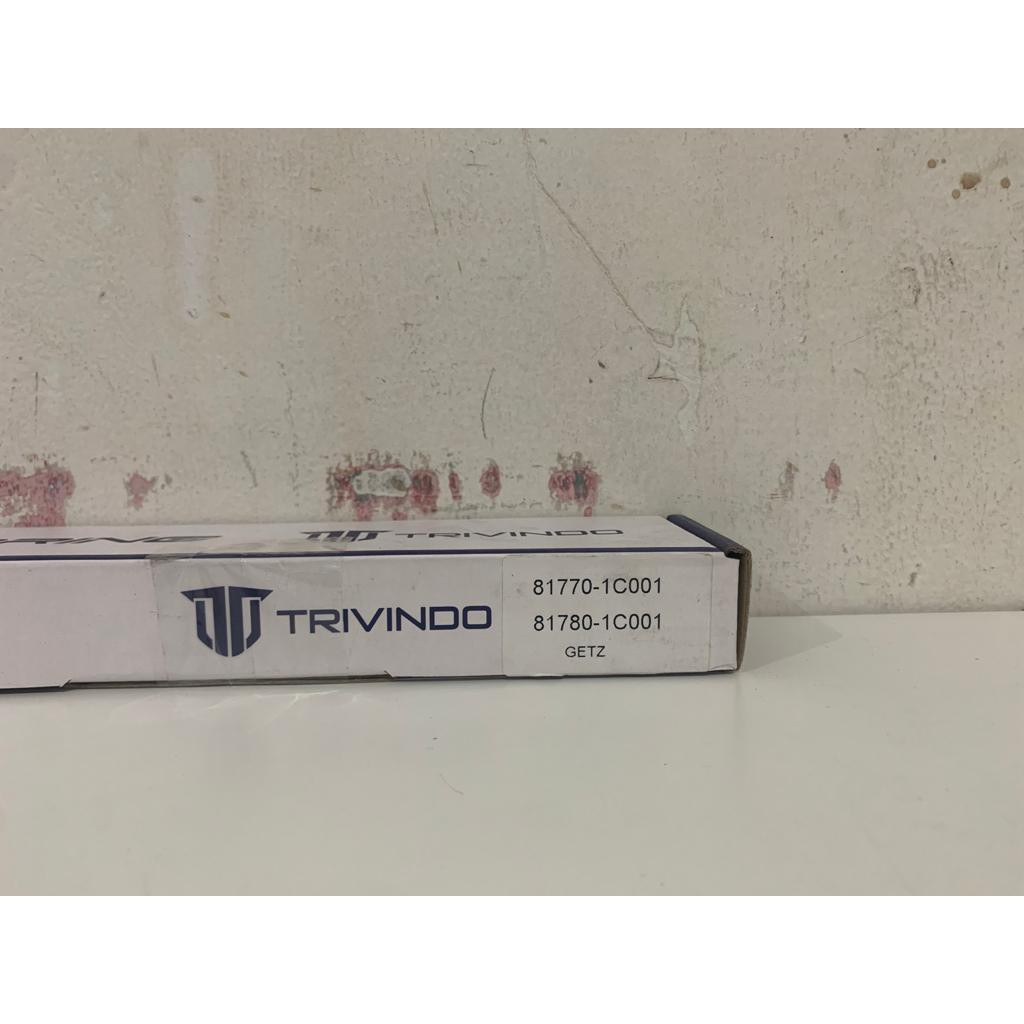 TRIVINDO
TRIVINDO
81770-1C001
81780-1C001
GETZ